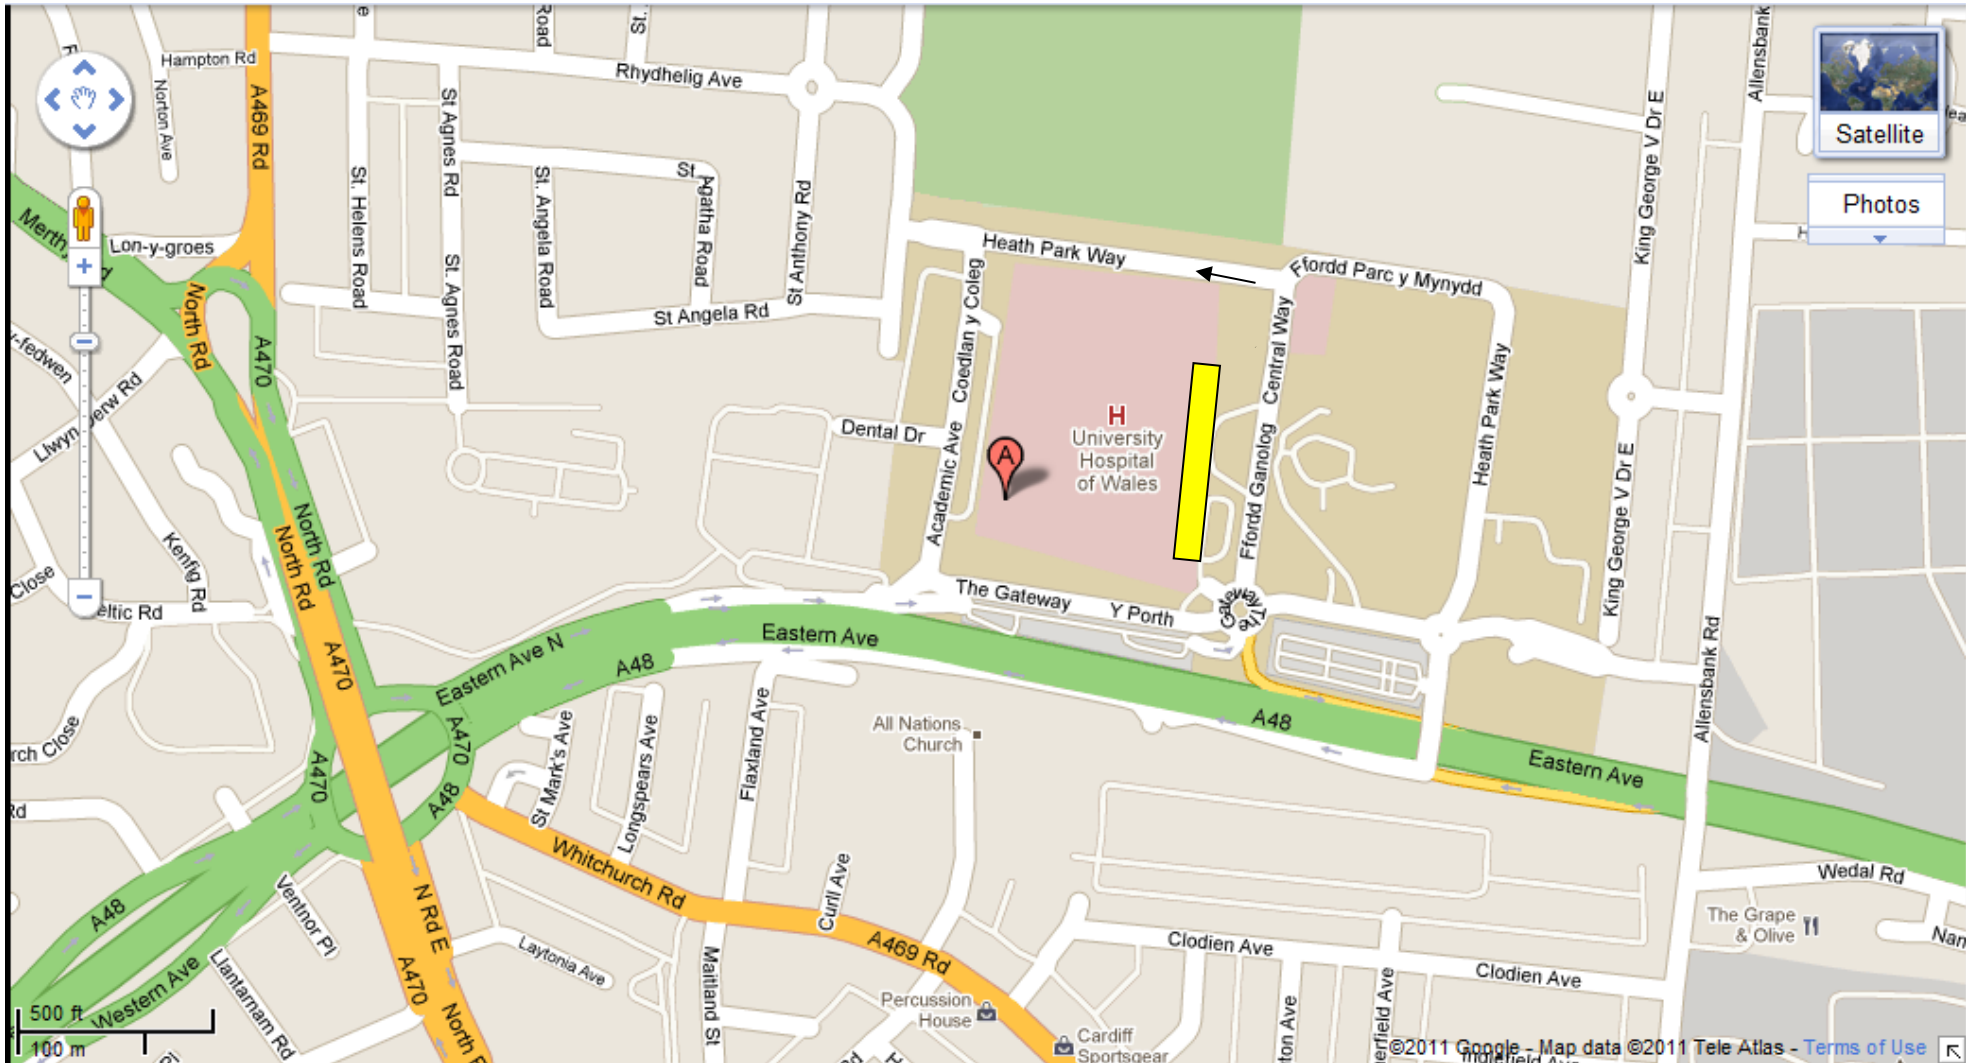 Hampton Rd
Norton Ave
A469 Rd
Rhydhelig Ave
Road
St.
St Agnes Rd
St. Helens Road
St. Angela Road
St. Agatha Road
St Anthony Rd
St. Agnes Road
St Angela Rd
Lon-y-groes
North Rd
A470
Heath Park Way
Ffordd Parc y Mynydd
King George V Dr E
Allensbank
Satellite
Photos
Academic Ave Coedlan y Coleg
Dental Dr
A
H
University
Hospital
of Wales
Ffordd Ganolog Central Way
Heath Park Way
King George V Dr E
Kenfig Rd
Close
North Rd
North Rd
The Gateway Y Porth
The Gateway
Eastern Ave
Eastern Ave N
A48
A470
A470
A470
A48
A48
Eastern Ave
Allensbank Rd
All Nations
Church
St Mark's Ave
Longspears Ave
Flaxland Ave
Whitchurch Rd
Curll Ave
A469 Rd
Maitland St
Laytonia Ave
N Rd E
A470
Ventnor Pl
Llantarnam Rd
Western Ave
A48
Percussion
House
Cardiff
Sportsgear
Clodien Ave
Clodien Ave
Wedal Rd
The Grape
& Olive
500 ft
100 m
©2011 Google - Map data ©2011 Tele Atlas - Terms of Use